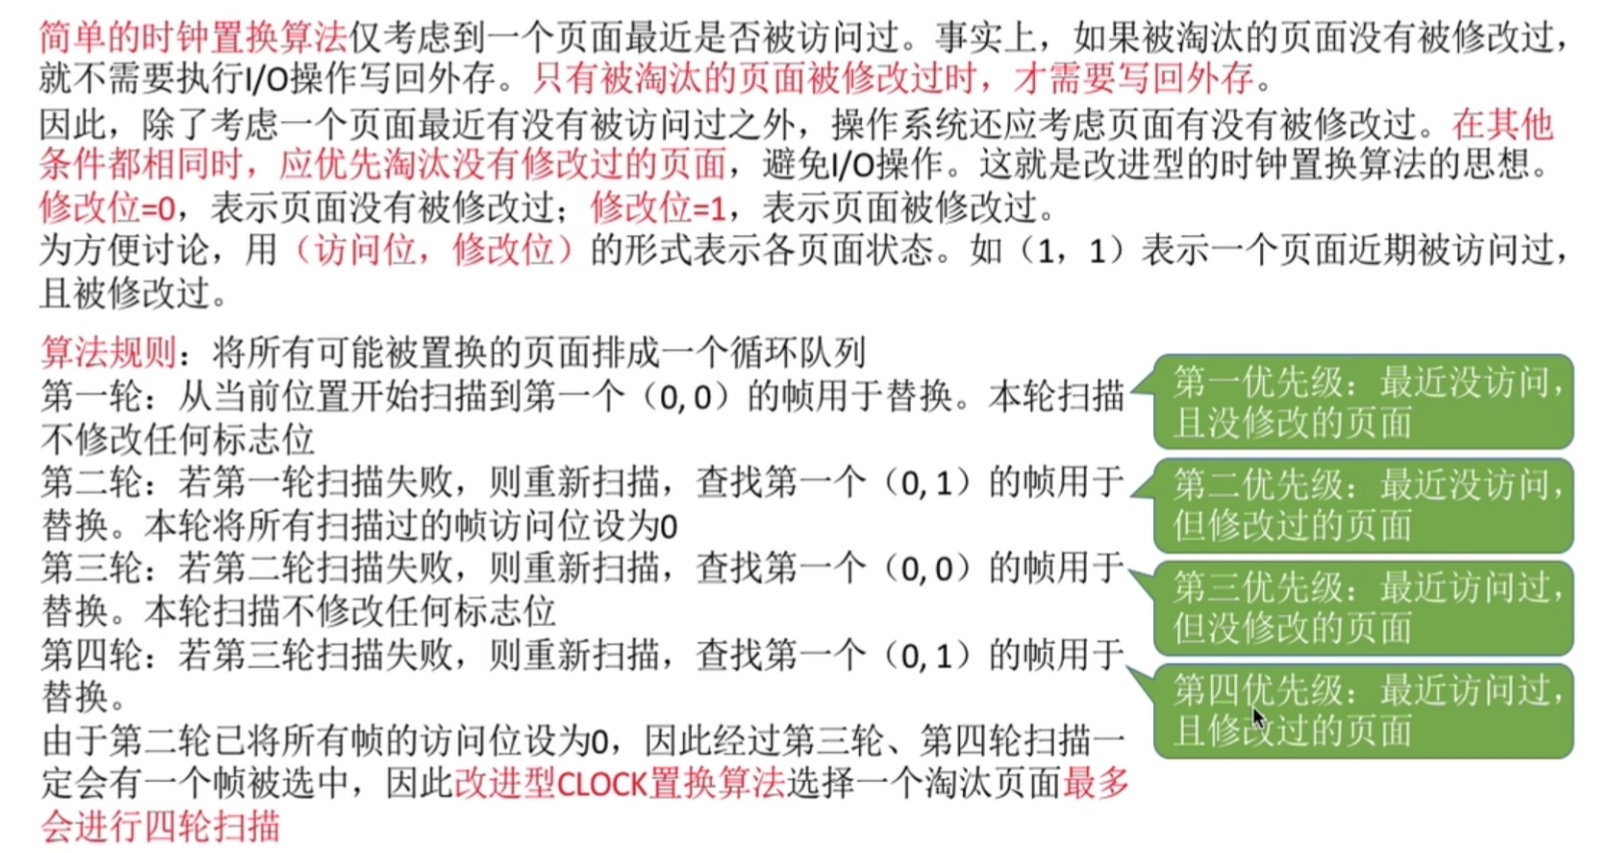 简单的时钟置换算法仅考虑到一个页面最近是否被访问过。事实上，如果被淘汰的页面没有被修改过，
就不需要执行I/O操作写回外存。只有被淘汰的页面被修改过时，才需要写回外存。
因此，除了考虑一个页面最近有没有被访问过之外，操作系统还应考虑页面有没有被修改过。在其他
条件都相同时，应优先淘汰没有修改过的页面，避免I/O操作。这就是改进型的时钟置换算法的思想。
修改位=0，表示页面没有被修改过；修改位=1，表示页面被修改过。
为方便讨论，用（访问位，修改位）的形式表示各页面状态。如（1，1）表示一个页面近期被访问过，
且被修改过。
算法规则：将所有可能被置换的页面排成一个循环队列
第一轮：从当前位置开始扫描到第一个（0, 0）的帧用于替换。本轮扫描
不修改任何标志位
第二轮：若第一轮扫描失败，则重新扫描，查找第一个（0, 1）的帧用于
替换。本轮将所有扫描过的帧访问位设为0
第三轮：若第二轮扫描失败，则重新扫描，查找第一个（0, 0）的帧用于
替换。本轮扫描不修改任何标志位
第四轮：若第三轮扫描失败，则重新扫描，查找第一个（0, 1）的帧用于
替换。
由于第二轮已将所有帧的访问位设为0，因此经过第三轮、第四轮扫描一
定会有一个帧被选中，因此改进型CLOCK置换算法选择一个淘汰页面最多
会进行四轮扫描
第一优先级：最近没访问，
且没修改的页面
第二优先级：最近没访问，
但修改过的页面
第三优先级：最近访问过，
但没修改的页面
第四优先级：最近访问过，
且修改过的页面